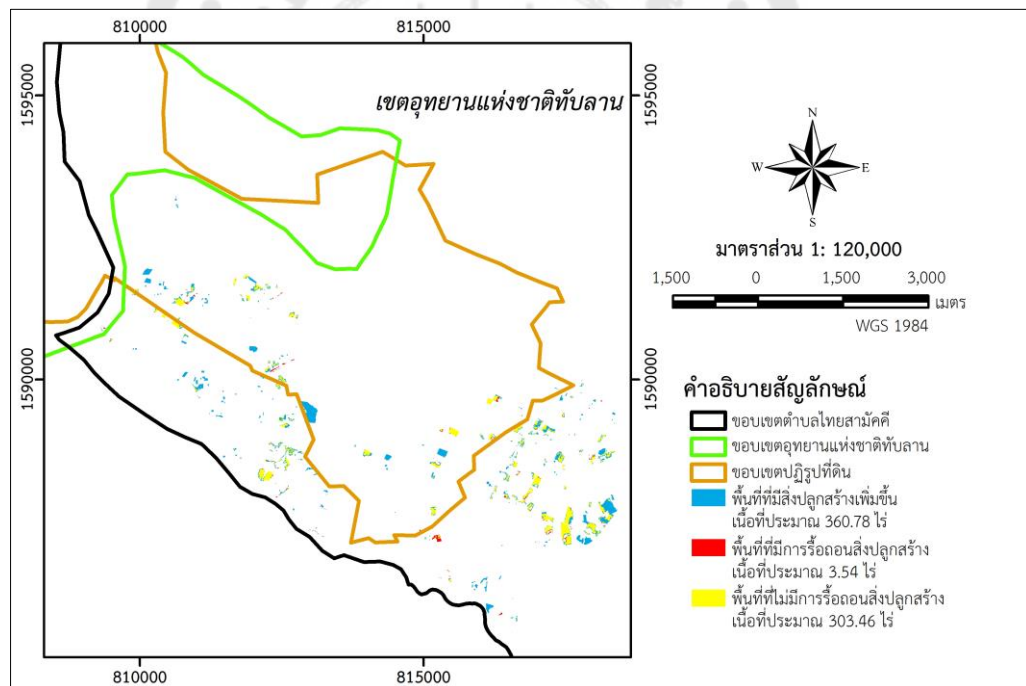 810000
815000
1595000
1595000
เขตอุทยานแห่งชาติทับลาน
N
W
E
S
มาตราส่วน 1: 120,000
1,500
0
1,500
3,000
เมตร
WGS 1984
1590000
1590000
คำอธิบายสัญลักษณ์
ขอบเขตตำบลไทยสามัคคี
ขอบเขตอุทยานแห่งชาติทับลาน
ขอบเขตปฏิรูปที่ดิน
พื้นที่ที่มีสิ่งปลูกสร้างเพิ่มขึ้น
เนื้อที่ประมาณ 360.78 ไร่
พื้นที่ที่มีการรื้อถอนสิ่งปลูกสร้าง
เนื้อที่ประมาณ 3.54 ไร่
พื้นที่ที่ไม่มีการรื้อถอนสิ่งปลูกสร้าง
เนื้อที่ประมาณ 303.46 ไร่
810000
815000